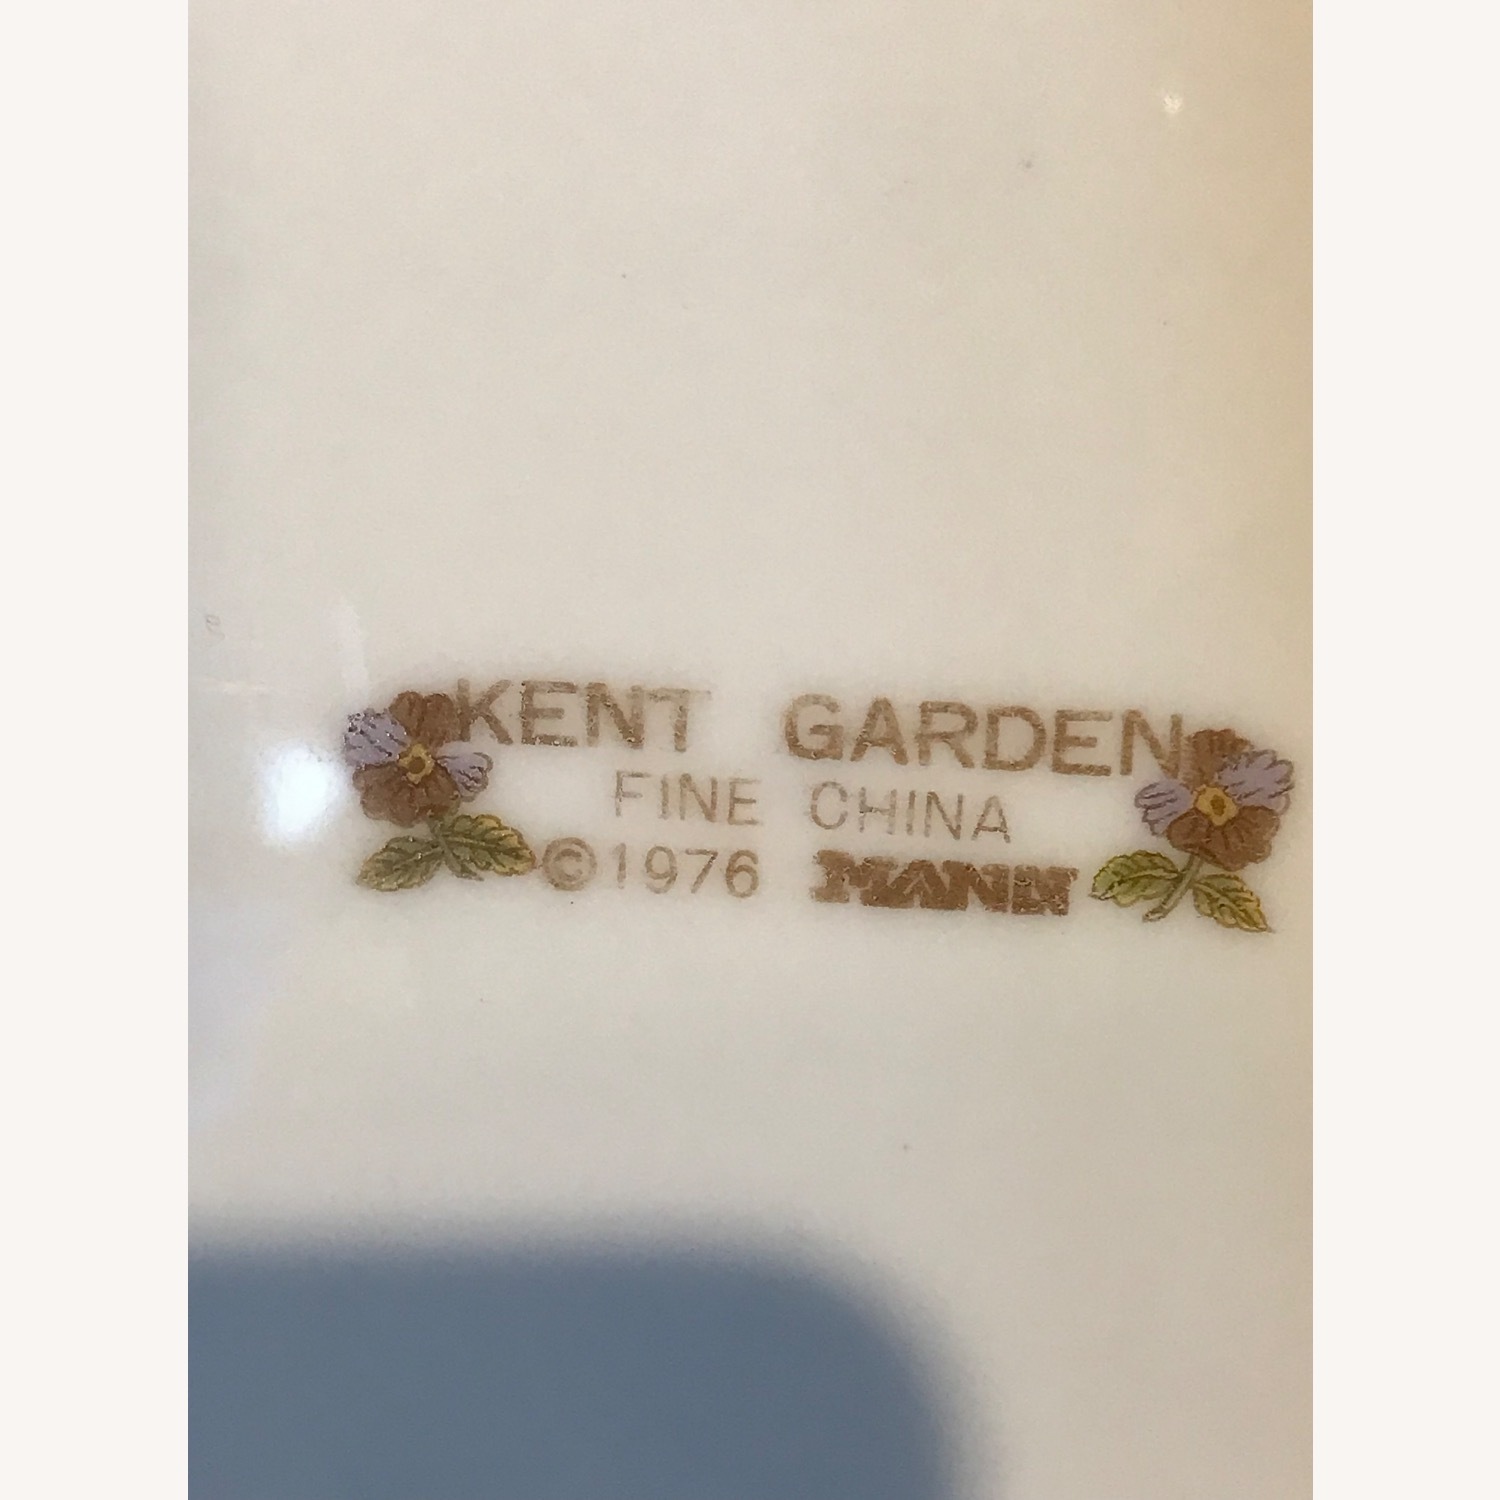 KENT GARDEN
FINE CHINA
©1976 MANN